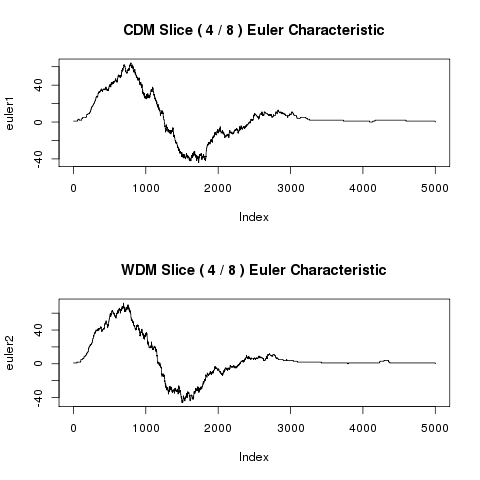 CDM Slice ( 4 / 8 ) Euler Characteristic
euler1
40
0
-40
0 1000 2000 3000 4000 5000
Index
WDM Slice ( 4 / 8 ) Euler Characteristic
euler2
40
0
-40
0 1000 2000 3000 4000 5000
Index